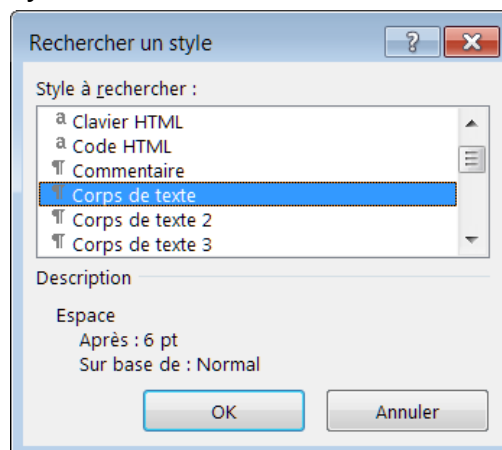 Rechercher un style
?
Style à rechercher :
a Clavier HTML
a Code HTML
¶ Commentaire
¶ Corps de texte
¶ Corps de texte 2
¶ Corps de texte 3
Description
Espace
Après : 6 pt
Sur base de : Normal
OK Annuler